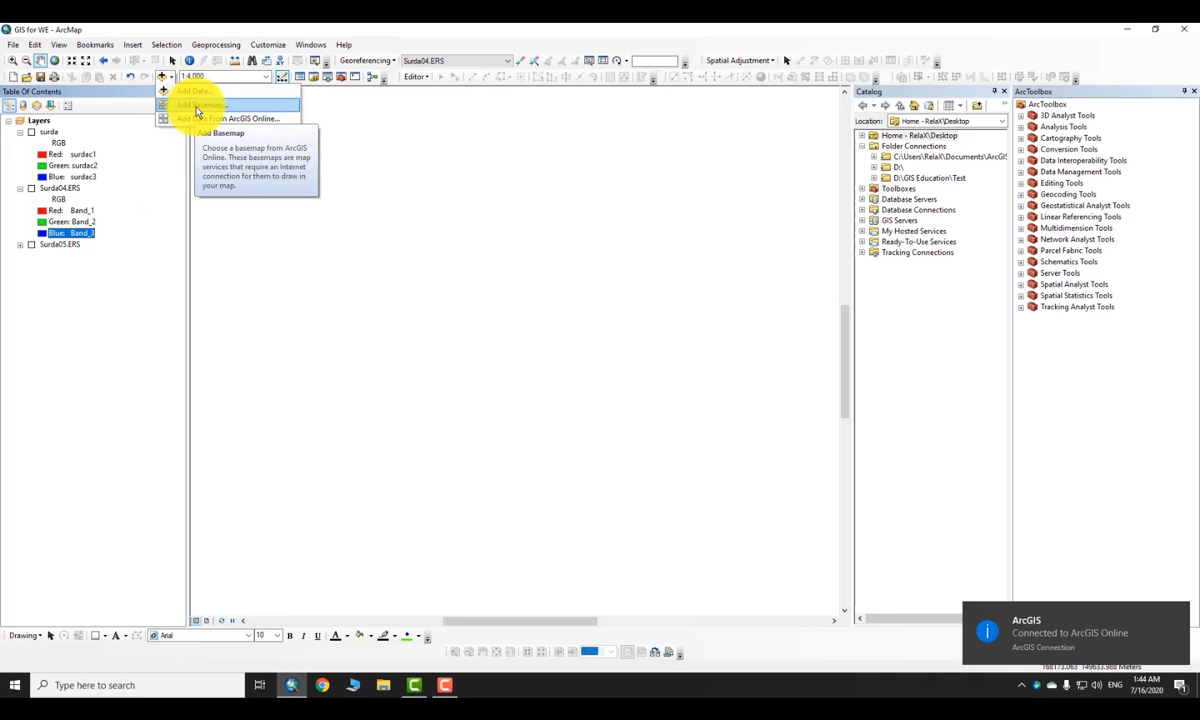 GIS for WE - ArcMap
File Edit View Bookmarks Insert Selection Geoprocessing Customize Windows Help
Georeferencing Surda04.ERS Spatial Adjustment
1:4,000 Editor
Table Of Contents
Add Data...
Add Basemap...
Add Data From ArcGIS Online...
Add Basemap
Choose a basemap from ArcGIS
Online. These basemaps are map
services that require an Internet
connection for them to draw in
your map.
Layers
surda
RGB
Red: surdac1
Green: surdac2
Blue: surdac3
Surda04.ERS
RGB
Red: Band_1
Green: Band_2
Blue: Band_3
Surda05.ERS
Catalog
Location: Home - RelaX\Desktop
Home - RelaX\Desktop
Folder Connections
C:\Users\RelaX\Documents\ArcGIS
D:\
D:\GIS Education\Test
Toolboxes
Database Servers
Database Connections
GIS Servers
My Hosted Services
Ready-To-Use Services
Tracking Connections
ArcToolbox
ArcToolbox
3D Analyst Tools
Analysis Tools
Cartography Tools
Conversion Tools
Data Interoperability Tools
Data Management Tools
Editing Tools
Geocoding Tools
Geostatistical Analyst Tools
Linear Referencing Tools
Multidimension Tools
Network Analyst Tools
Parcel Fabric Tools
Schematics Tools
Server Tools
Spatial Analyst Tools
Spatial Statistics Tools
Tracking Analyst Tools
ArcGIS
Connected to ArcGIS Online
ArcGIS Connection
Drawing A Arial 10 B I U A
Type here to search
ENG
1:44 AM
7/16/2020